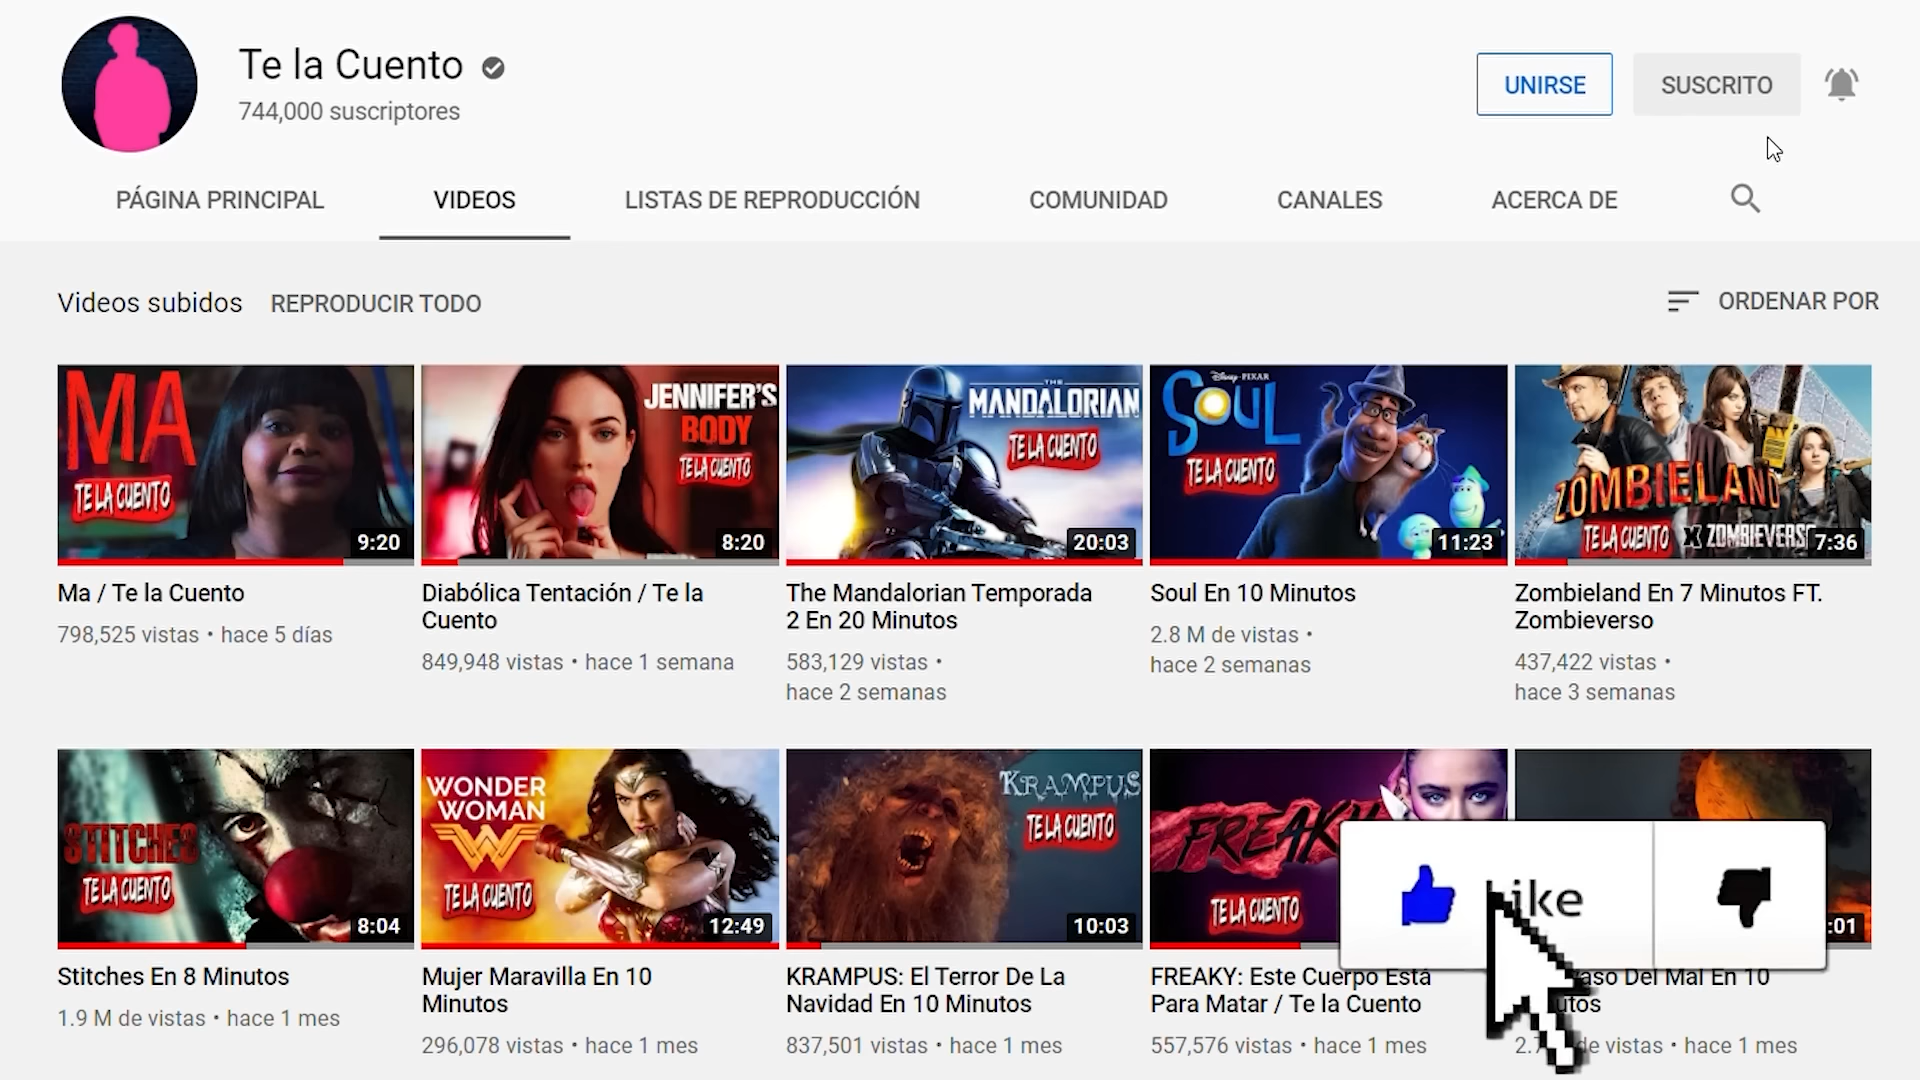 Te la Cuento
744,000 suscriptores
UNIRSE
SUSCRITO
PÁGINA PRINCIPAL
VIDEOS
LISTAS DE REPRODUCCIÓN
COMUNIDAD
CANALES
ACERCA DE
Videos subidos
REPRODUCIR TODO
ORDENAR POR
MA
TE LA CUENTO
9:20
JENNIFER'S
BODY
TE LA CUENTO
8:20
THE
MANDALORIAN
TE LA CUENTO
20:03
Disney · PIXAR
SOUL
TE LA CUENTO
11:23
ZOMBIELAND
TE LA CUENTO X ZOMBIEVERS
7:36
Ma / Te la Cuento
798,525 vistas • hace 5 días
Diabólica Tentación / Te la
Cuento
849,948 vistas • hace 1 semana
The Mandalorian Temporada
2 En 20 Minutos
583,129 vistas •
hace 2 semanas
Soul En 10 Minutos
2.8 M de vistas •
hace 2 semanas
Zombieland En 7 Minutos FT.
Zombieverso
437,422 vistas •
hace 3 semanas
STITCHES
TE LA CUENTO
8:04
WONDER
WOMAN
TE LA CUENTO
12:49
KRAMPUS
TE LA CUENTO
10:03
FREAKY
TE LA CUENTO
ike
:01
Stitches En 8 Minutos
1.9 M de vistas • hace 1 mes
Mujer Maravilla En 10
Minutos
296,078 vistas • hace 1 mes
KRAMPUS: El Terror De La
Navidad En 10 Minutos
837,501 vistas • hace 1 mes
FREAKY: Este Cuerpo Está
Para Matar / Te la Cuento
557,576 vistas • hace 1 mes
aso Del Mal En 10
utos
de vistas • hace 1 mes